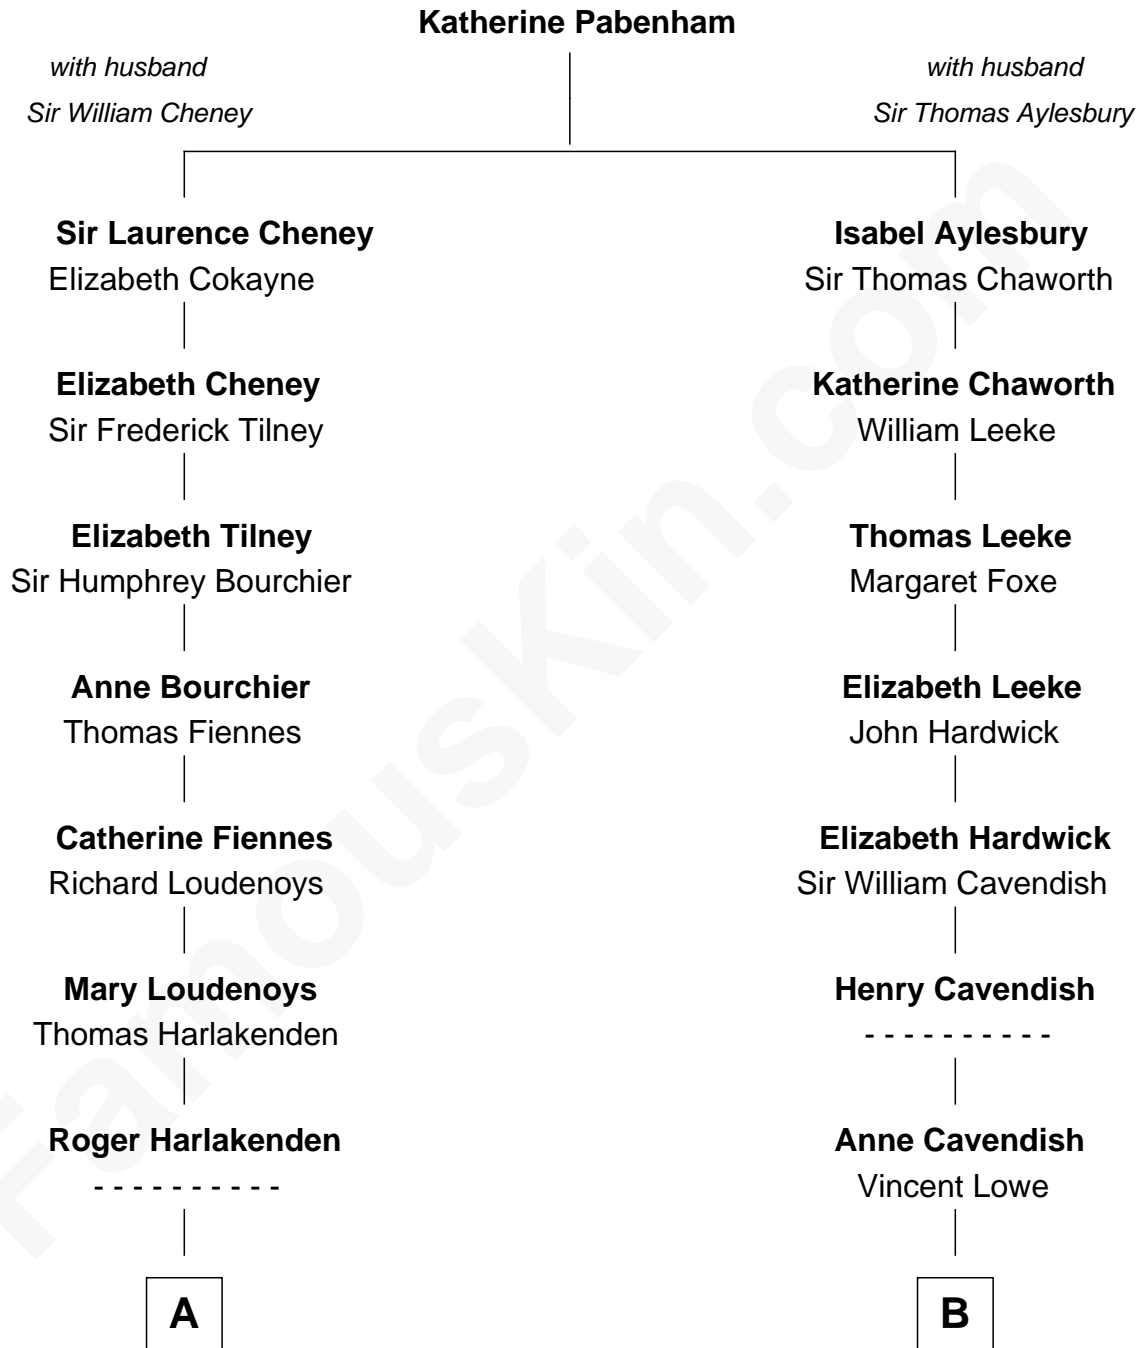 Katherine Pabenham
with husband
Sir William Cheney
with husband
Sir Thomas Aylesbury
Sir Laurence Cheney
Elizabeth Cokayne
Elizabeth Cheney
Sir Frederick Tilney
Elizabeth Tilney
Sir Humphrey Bourchier
Anne Bourchier
Thomas Fiennes
Catherine Fiennes
Richard Loudenoys
Mary Loudenoys
Thomas Harlakenden
Roger Harlakenden
- - - - - - - - - -
A
Isabel Aylesbury
Sir Thomas Chaworth
Katherine Chaworth
William Leeke
Thomas Leeke
Margaret Foxe
Elizabeth Leeke
John Hardwick
Elizabeth Hardwick
Sir William Cavendish
Henry Cavendish
- - - - - - - - - -
Anne Cavendish
Vincent Lowe
B
FamousKin.com